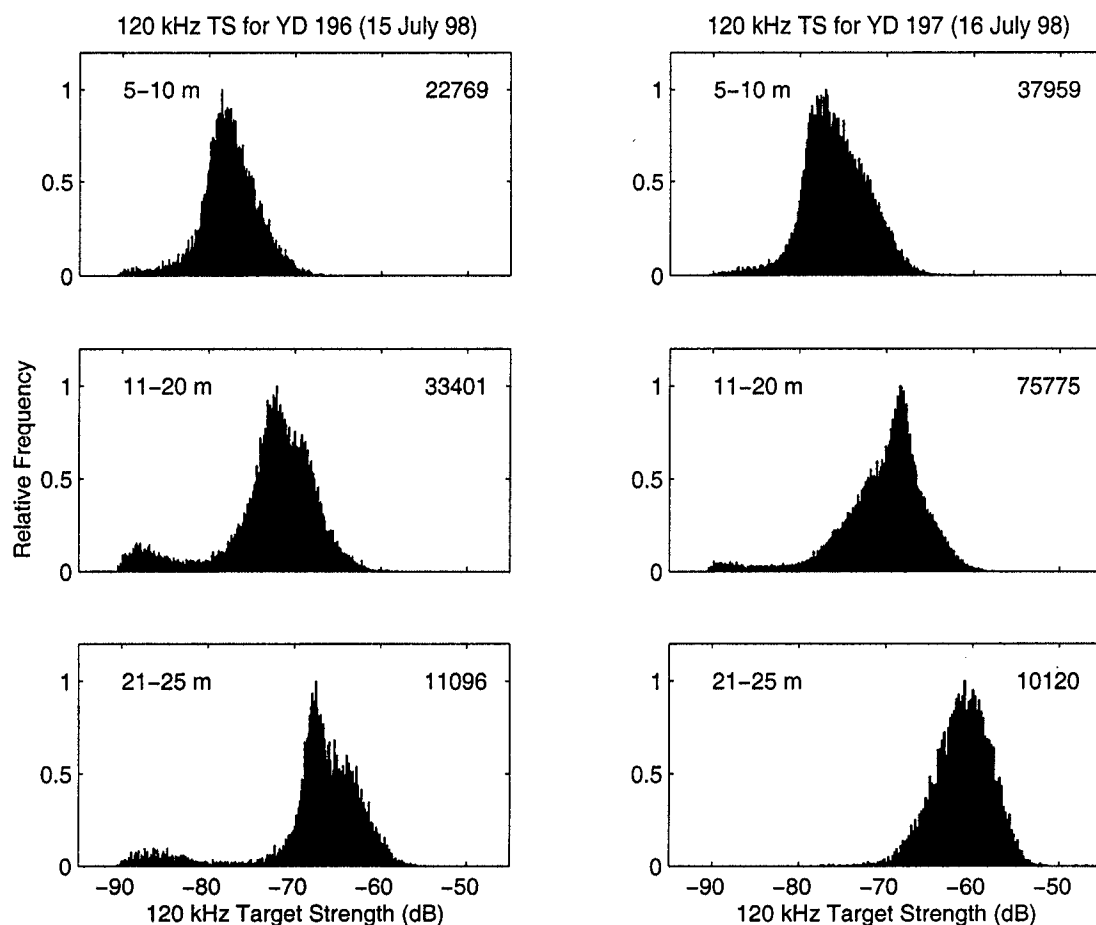 120 kHz TS for YD 196 (15 July 98)
120 kHz TS for YD 197 (16 July 98)
1
0.5
0
5−10 m
22769
1
0.5
0
5−10 m
37959
Relative Frequency
1
0.5
0
11−20 m
33401
1
0.5
0
11−20 m
75775
1
0.5
0
21−25 m
11096
1
0.5
0
21−25 m
10120
−90 −80 −70 −60 −50
120 kHz Target Strength (dB)
−90 −80 −70 −60 −50
120 kHz Target Strength (dB)